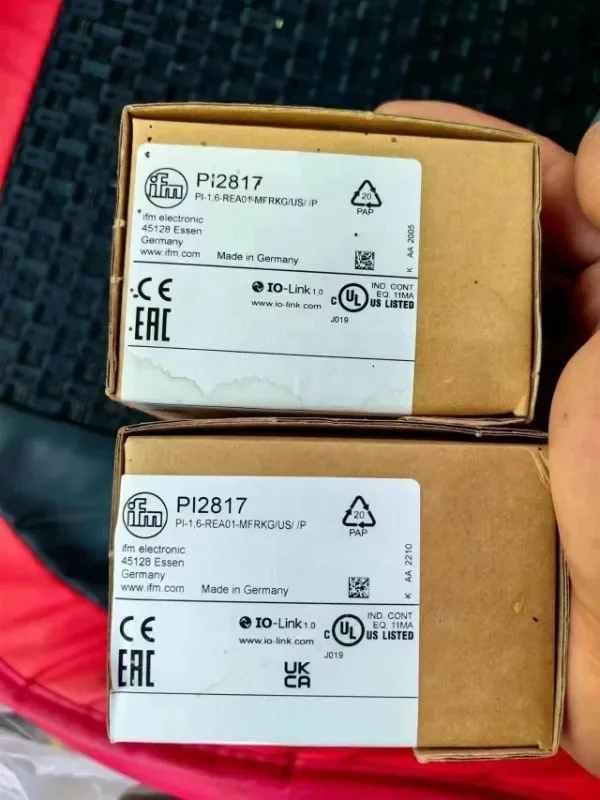 ifm
PI2817
PI-1,6-REA01-MFRKG/US/ /P
ifm electronic
45128 Essen
Germany
www.ifm.com
Made in Germany
20
PAP
K AA 2005
CE
EAC
IO-Link 1.0
www.io-link.com
c UL US LISTED
IND. CONT
EQ. 11MA
J019
ifm
PI2817
PI-1,6-REA01-MFRKG/US/ /P
ifm electronic
45128 Essen
Germany
www.ifm.com
Made in Germany
20
PAP
K AA 2210
CE
EAC
IO-Link 1.0
www.io-link.com
c UL US LISTED
IND. CONT
EQ. 11MA
J019
UK
CA